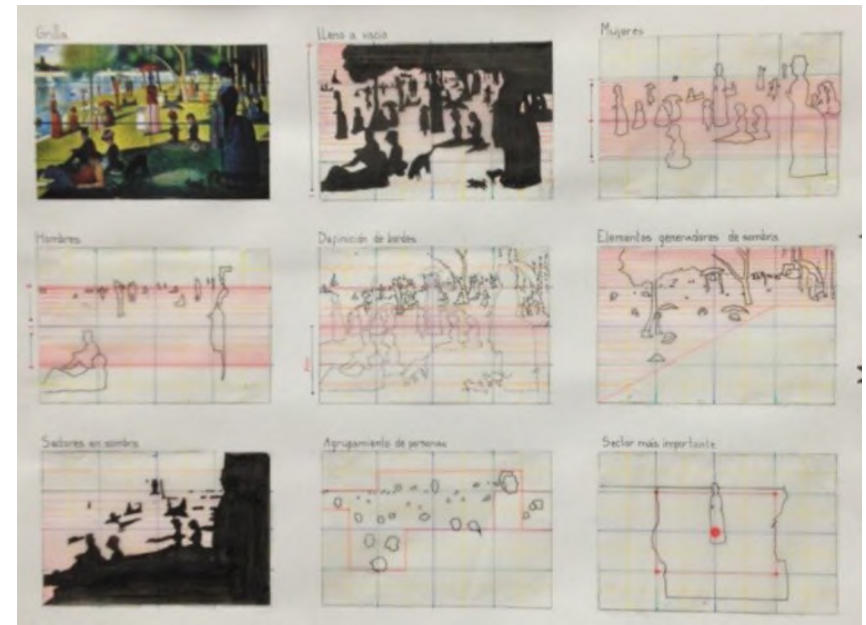 Grilla
Lleno a vacio
Mujeres
Hombres
Definición de bordes
Elementos generadores de sombra
Sectores en sombra
Agrupamiento de personas
Sector más importante